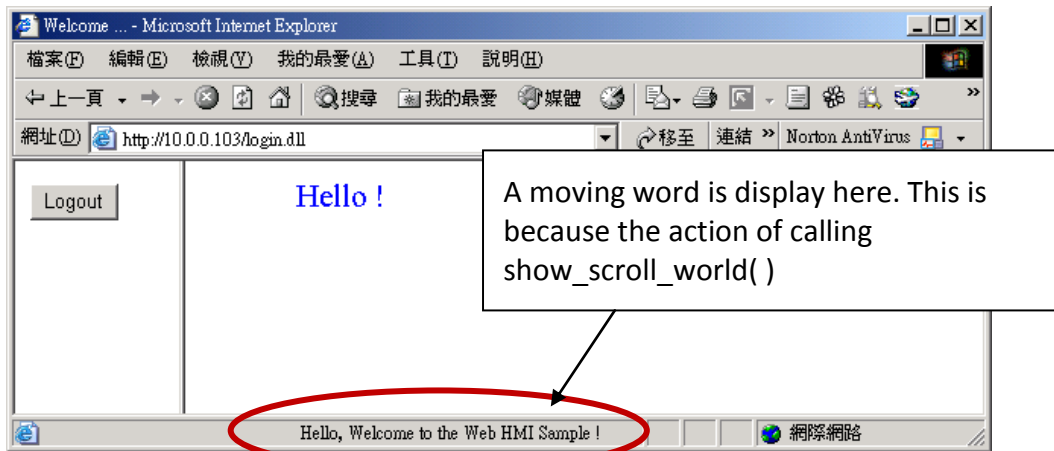 Welcome ... - Microsoft Internet Explorer
檔案(F) 編輯(E) 檢視(V) 我的最愛(A) 工具(T) 說明(H)
上一頁 搜尋 我的最愛 媒體 »
網址(D) http://10.0.0.103/login.dll 移至 連結 » Norton AntiVirus
Logout
Hello !
A moving word is display here. This is
because the action of calling
show_scroll_world( )
Hello, Welcome to the Web HMI Sample !
網際網路